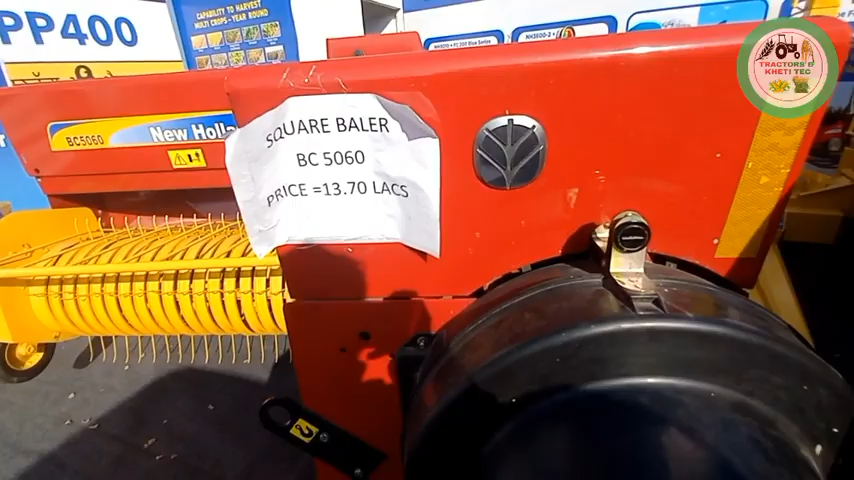 PP400
CAPABILITY TO HARVEST
MULTI CROPS - YEAR ROUND
TRACTORS &
KHETI TEC
BC5060
New Holla
SQUARE BALER
BC 5060
PRICE =13.70 LACS